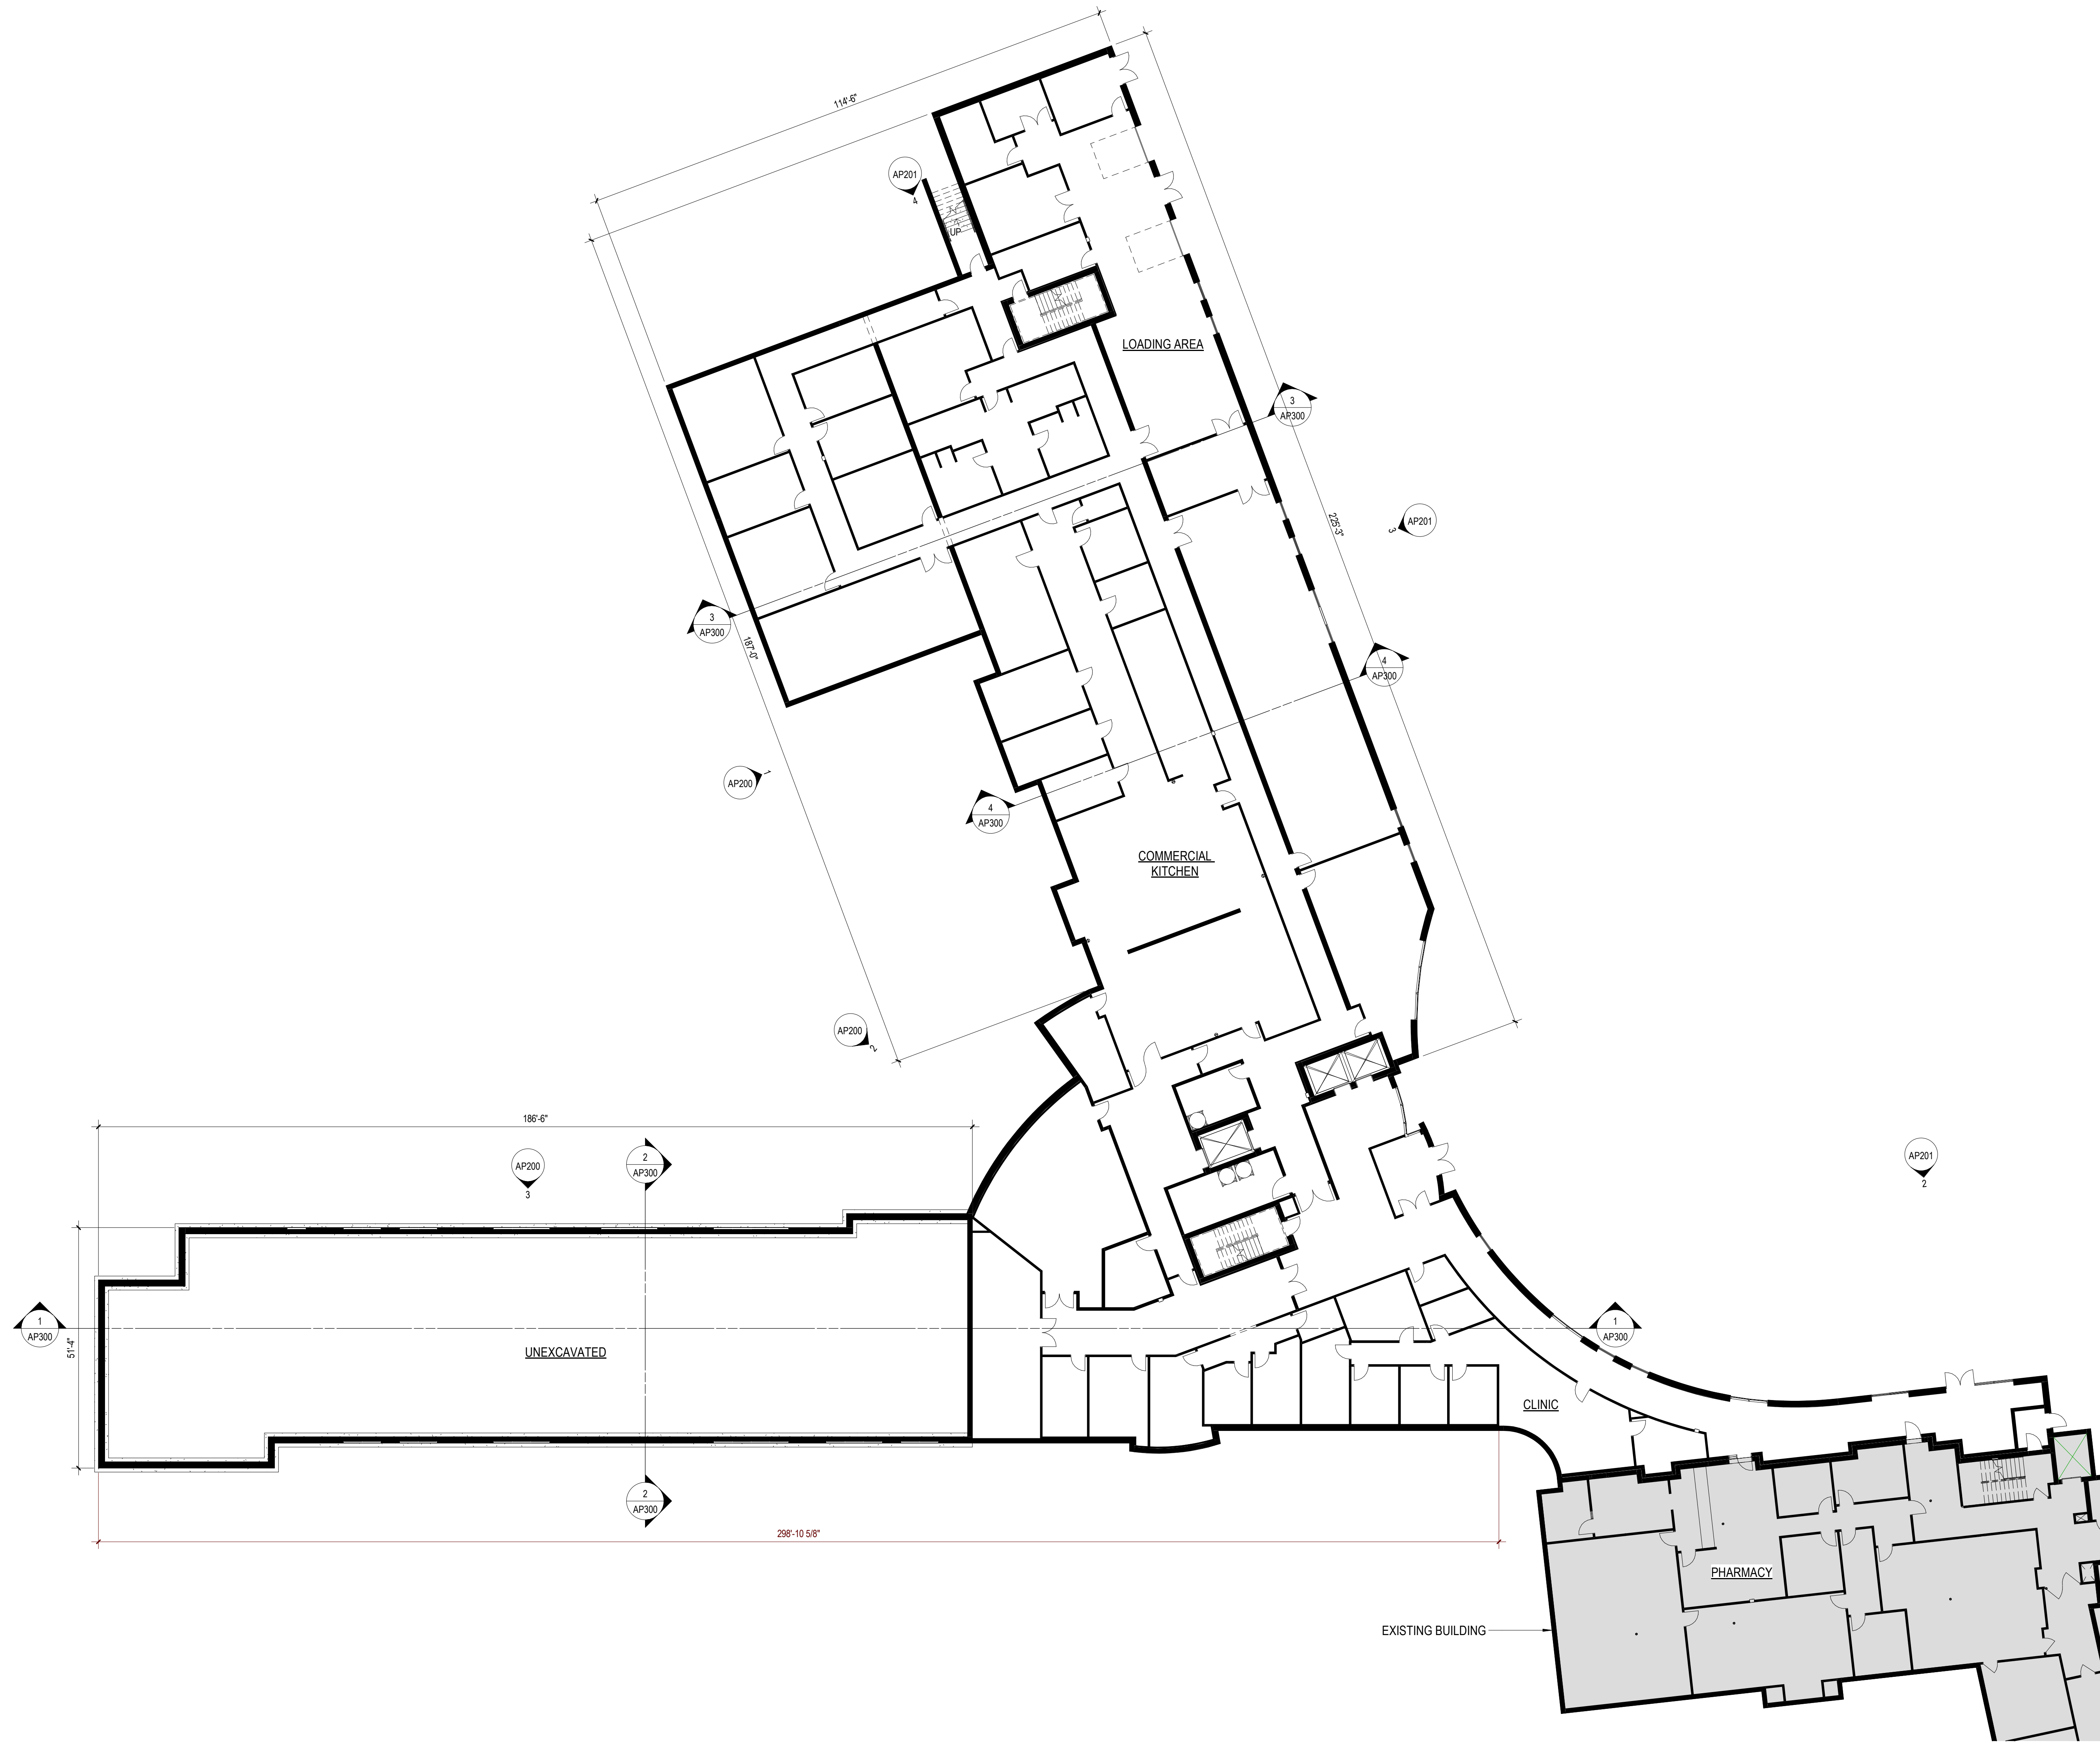 114'-6"
AP201
4
UP
LOADING AREA
3
AP300
225'-3"
AP201
3
3
AP300
187'-0"
4
AP300
AP200
1
4
AP300
COMMERCIAL
KITCHEN
AP200
2
186'-6"
AP200
3
2
AP300
AP201
2
1
AP300
51'-4"
UNEXCAVATED
1
AP300
CLINIC
2
AP300
298'-10 5/8"
PHARMACY
EXISTING BUILDING